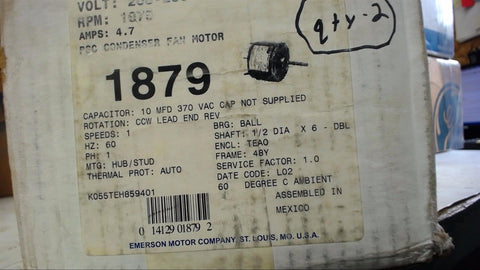 VOLT: 208-230
RPM: 1075
AMPS: 4.7
PSC CONDENSER FAN MOTOR
qty-2
1879
CAPACITOR: 10 MFD 370 VAC CAP NOT SUPPLIED
ROTATION: CCW LEAD END REV
SPEEDS: 1
HZ: 60
PH: 1
MTG: HUB/STUD
THERMAL PROT: AUTO
BRG: BALL
SHAFT: 1/2 DIA X 6 - DBL
ENCL: TEAO
FRAME: 48Y
SERVICE FACTOR: 1.0
DATE CODE: L02
60 DEGREE C AMBIENT
K055TEH859401
ASSEMBLED IN
MEXICO
0 14129 01879 2
EMERSON MOTOR COMPANY ST. LOUIS, MO. U.S.A.